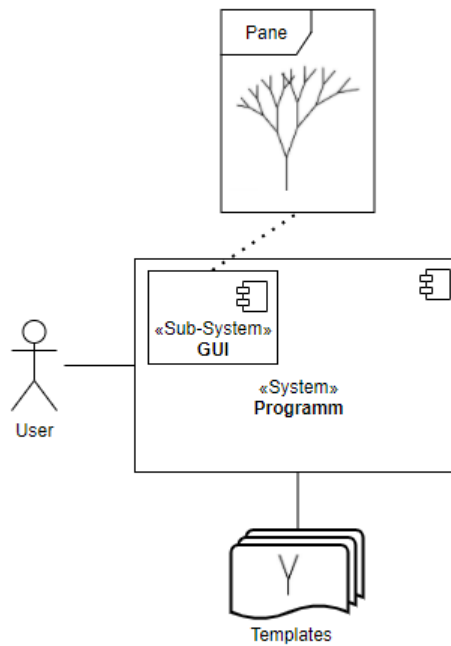 Pane
«Sub-System»
GUI
«System»
Programm
User
Templates